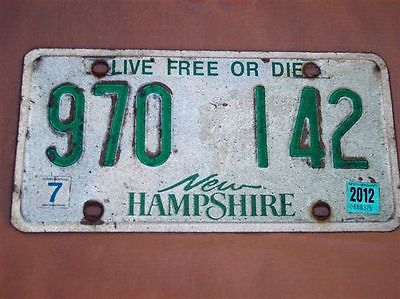 LIVE FREE OR DIE
970 142
7
New
HAMPSHIRE
2012